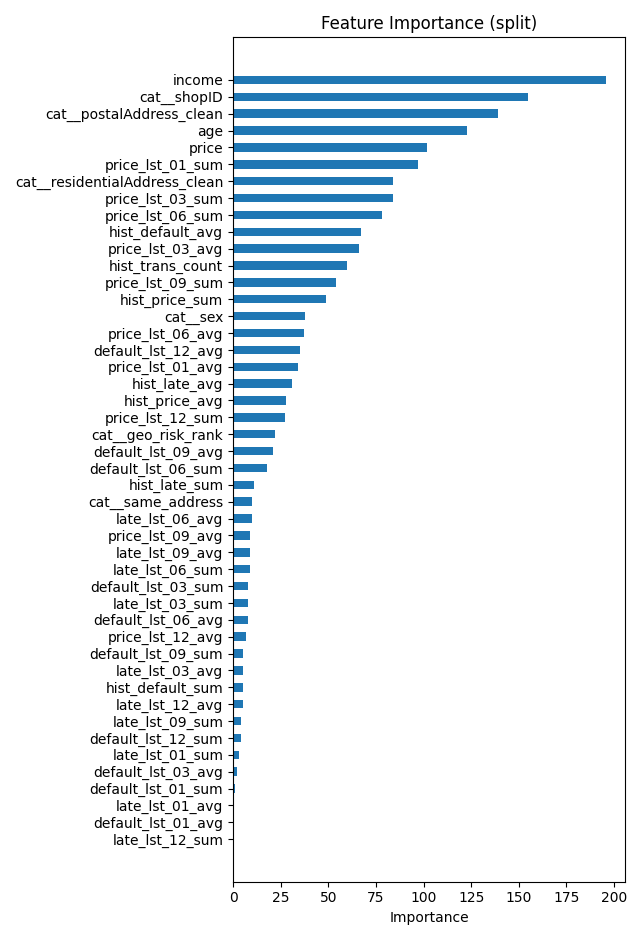 Feature Importance (split)
income
cat__shopID
cat__postalAddress_clean
age
price
price_lst_01_sum
cat__residentialAddress_clean
price_lst_03_sum
price_lst_06_sum
hist_default_avg
price_lst_03_avg
hist_trans_count
price_lst_09_sum
hist_price_sum
cat__sex
price_lst_06_avg
default_lst_12_avg
price_lst_01_avg
hist_late_avg
hist_price_avg
price_lst_12_sum
cat__geo_risk_rank
default_lst_09_avg
default_lst_06_sum
hist_late_sum
cat__same_address
late_lst_06_avg
price_lst_09_avg
late_lst_09_avg
late_lst_06_sum
default_lst_03_sum
late_lst_03_sum
default_lst_06_avg
price_lst_12_avg
default_lst_09_sum
late_lst_03_avg
hist_default_sum
late_lst_12_avg
late_lst_09_sum
default_lst_12_sum
late_lst_01_sum
default_lst_03_avg
default_lst_01_sum
late_lst_01_avg
default_lst_01_avg
late_lst_12_sum
0 25 50 75 100 125 150 175 200
Importance